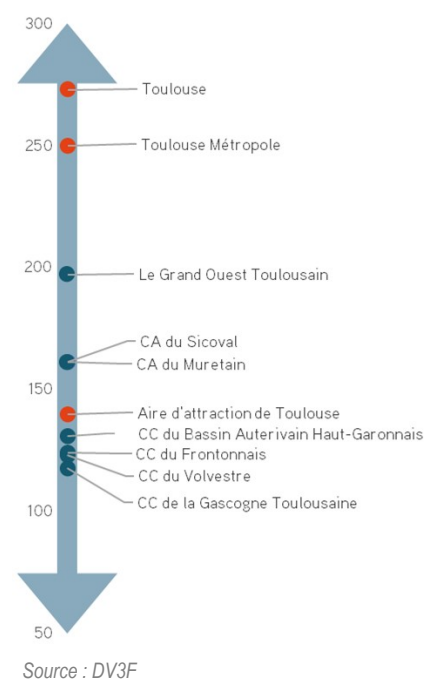 300
Toulouse
250
Toulouse Métropole
200
Le Grand Ouest Toulousain
CA du Sicoval
CA du Muretain
150
Aire d'attraction de Toulouse
CC du Bassin Auterivain Haut-Garonnais
CC du Frontonnais
CC du Volvestre
CC de la Gascogne Toulousaine
100
50
Source : DV3F